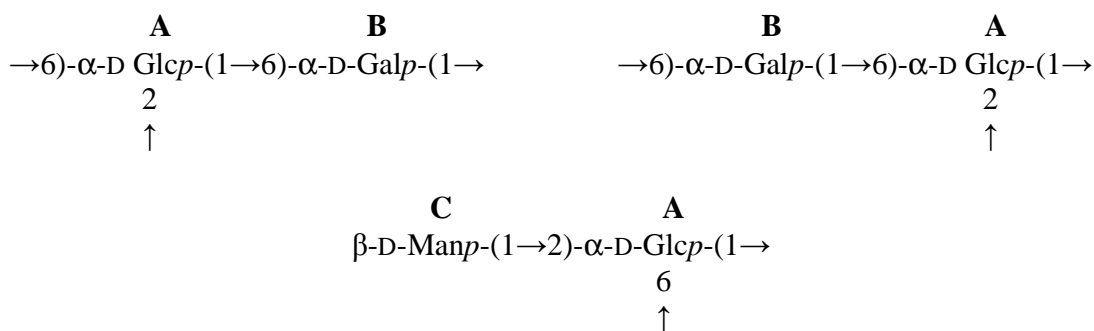 A B B A
→6)-α-D Glcp-(1→6)-α-D-Galp-(1→ →6)-α-D-Galp-(1→6)-α-D Glcp-(1→
2 2
↑ ↑
C A
β-D-Manp-(1→2)-α-D-Glcp-(1→
6
↑